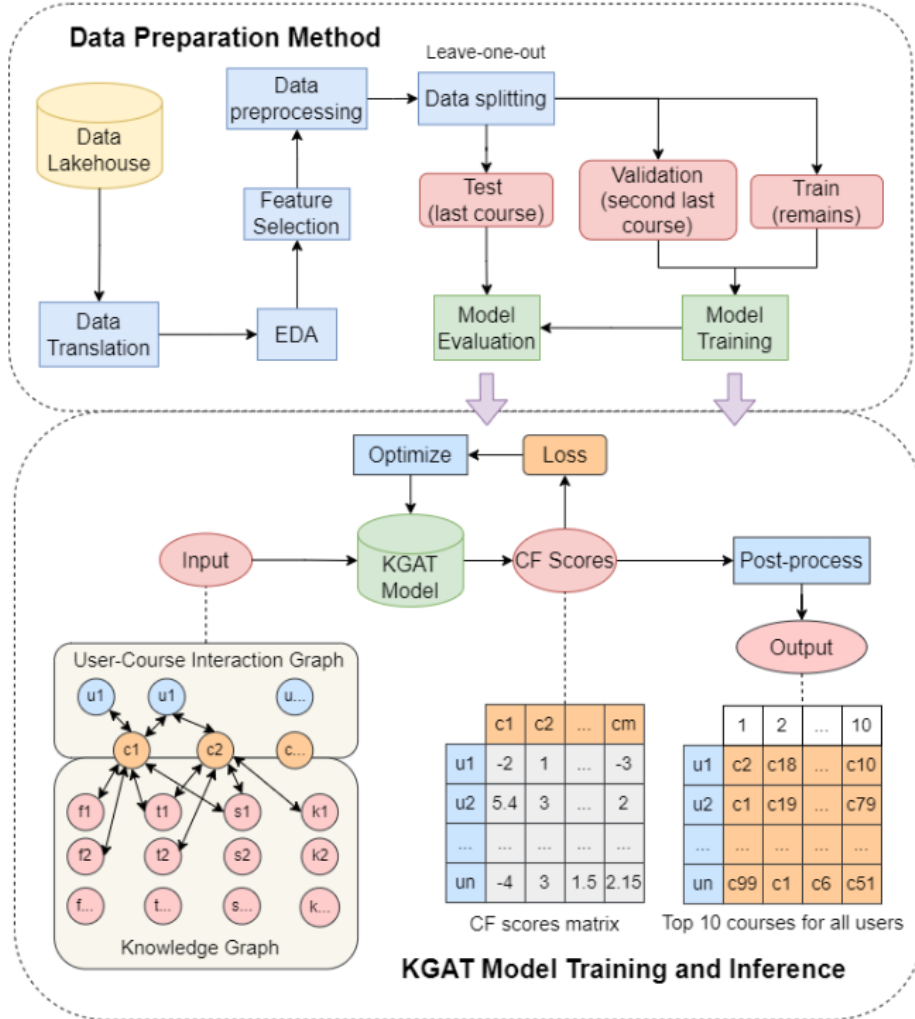 Data Preparation Method
Leave-one-out
Data
Lakehouse
Data
preprocessing
Data splitting
Feature
Selection
Test
(last course)
Validation
(second last
course)
Train
(remains)
Data
Translation
EDA
Model
Evaluation
Model
Training
Optimize
Loss
Input
KGAT
Model
CF Scores
Post-process
Output
User-Course Interaction Graph
u1 u1 u...
c1 c2 c...
f1 t1 s1 k1
f2 t2 s2 k2
f... t... s... k...
Knowledge Graph
c1 c2 ... cm
u1 -2 1 ... -3
u2 5.4 3 ... 2
... ... ... ... ...
un -4 3 1.5 2.15
CF scores matrix
1 2 ... 10
u1 c2 c18 ... c10
u2 c1 c19 ... c79
... ... ... ... ...
un c99 c1 c6 c51
Top 10 courses for all users
KGAT Model Training and Inference